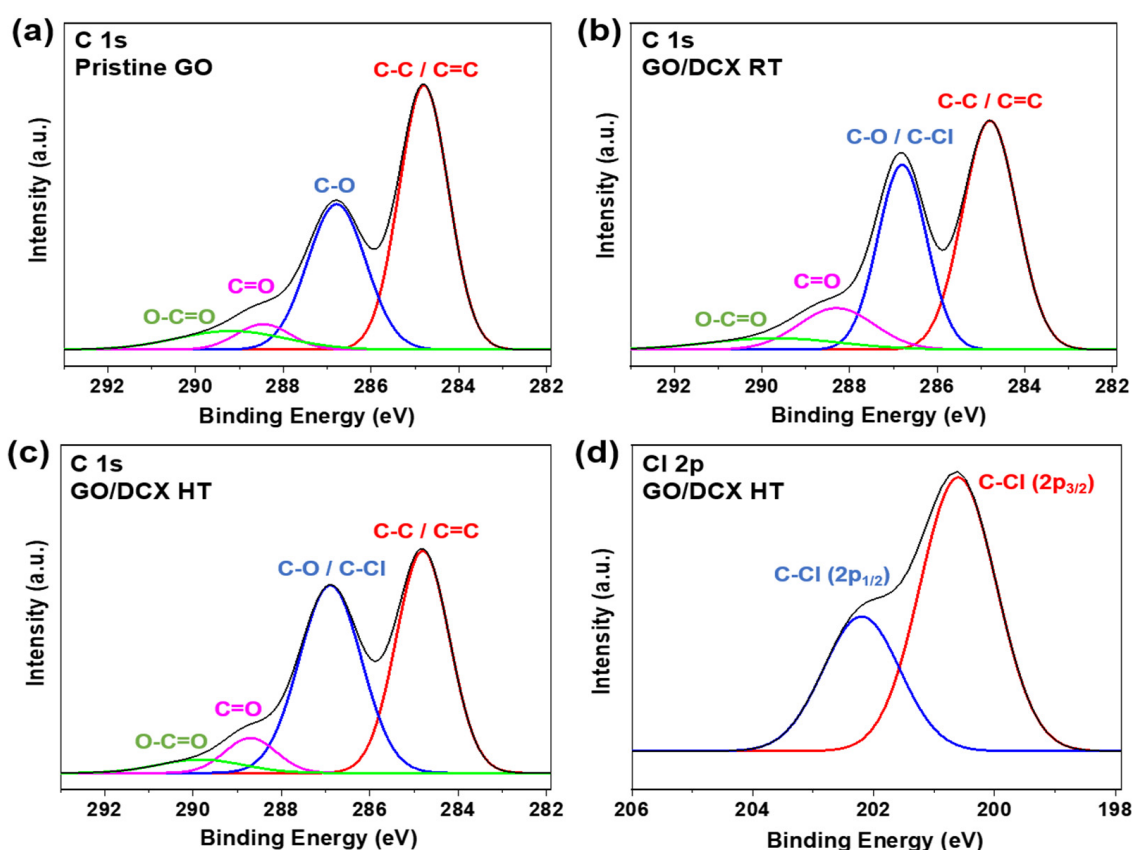 (a)
C 1s
Pristine GO
C-C / C=C
C-O
C=O
O-C=O
Intensity (a.u.)
292 290 288 286 284 282
Binding Energy (eV)
(b)
C 1s
GO/DCX RT
C-C / C=C
C-O / C-Cl
C=O
O-C=O
Intensity (a.u.)
292 290 288 286 284 282
Binding Energy (eV)
(c)
C 1s
GO/DCX HT
C-C / C=C
C-O / C-Cl
C=O
O-C=O
Intensity (a.u.)
292 290 288 286 284 282
Binding Energy (eV)
(d)
Cl 2p
GO/DCX HT
C-Cl (2p3/2)
C-Cl (2p1/2)
Intensity (a.u.)
206 204 202 200 198
Binding Energy (eV)